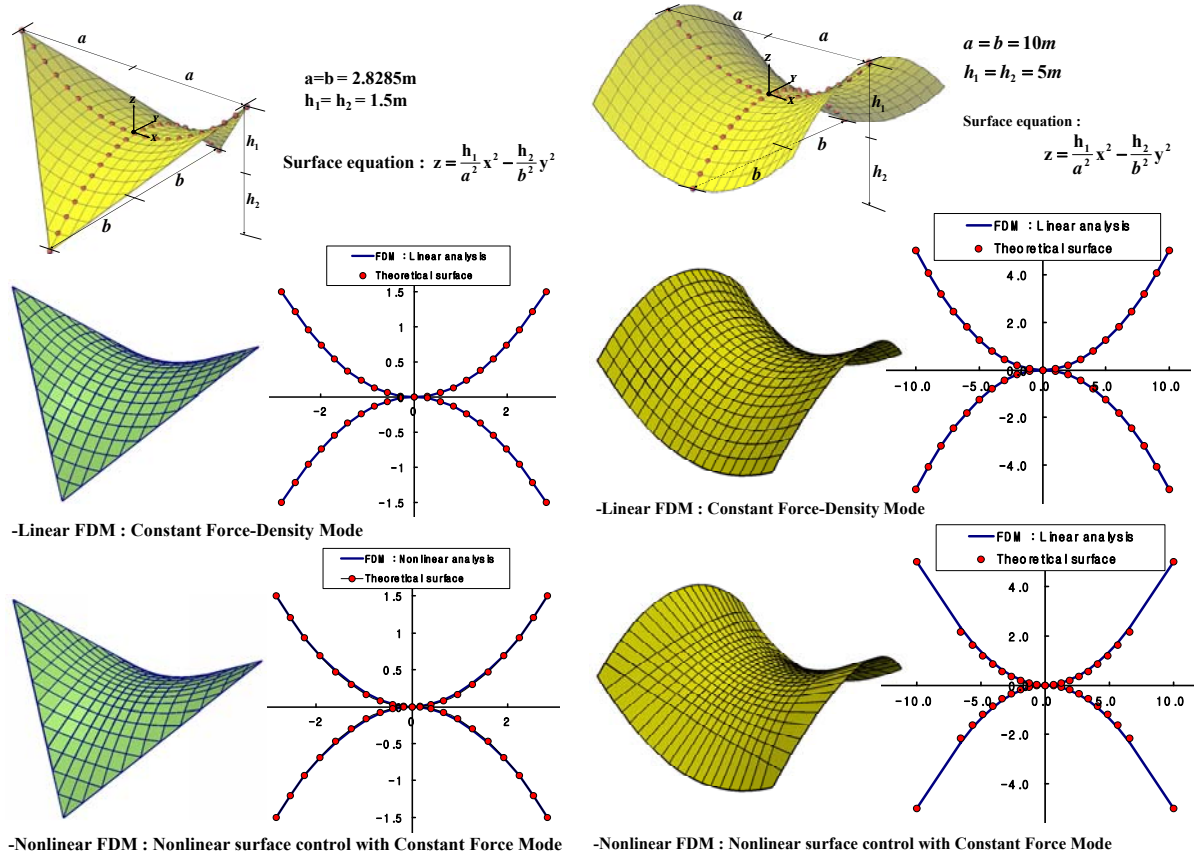 a
a
z
y
x
h1
b
h2
b
a=b = 2.8285m
h1= h2 = 1.5m
Surface equation : z = h1/a² x² − h2/b² y²
FDM : Linear analysis
Theoretical surface
1.5
0.5
-2
0
2
-0.5
-1
-1.5
-Linear FDM : Constant Force-Density Mode
FDM : Nonlinear analysis
Theoretical surface
1.5
1
0.5
-2
0
2
-0.5
-1
-1.5
-Nonlinear FDM : Nonlinear surface control with Constant Force Mode
a
a
z
Y
x
h1
b
b
h2
a = b = 10m
h1 = h2 = 5m
Surface equation :
z = h1/a² x² − h2/b² y²
FDM : Linear analysis
Theoretical surface
4.0
2.0
-10.0
-5.0
0.0
5.0
10.0
-2.0
-4.0
-Linear FDM : Constant Force-Density Mode
FDM : Linear analysis
Theoretical surface
4.0
2.0
-10.0
-5.0
0.0
5.0
10.0
-2.0
-4.0
-Nonlinear FDM : Nonlinear surface control with Constant Force Mode